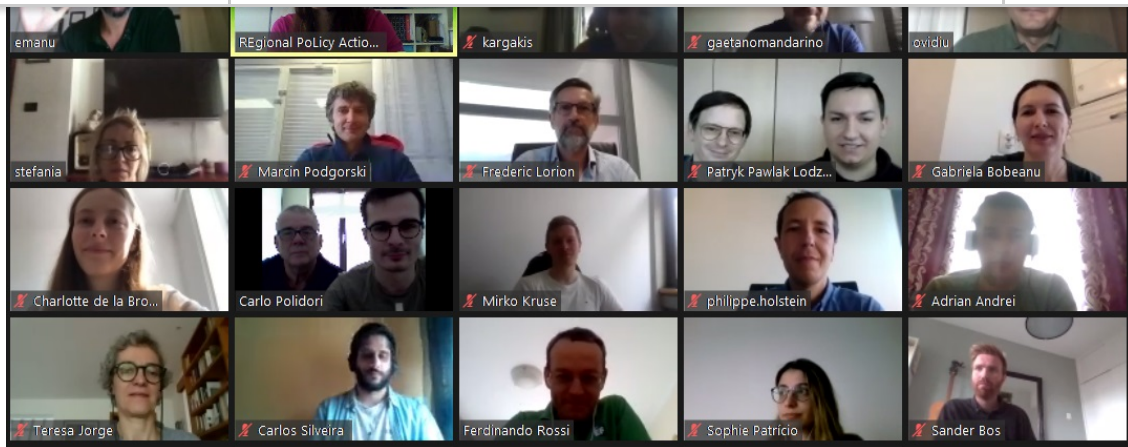 emanu
REgional PoLicy Actio...
kargakis
gaetanomandarino
ovidiu
stefania
Marcin Podgorski
Frederic Lorion
Patryk Pawlak Lodz...
Gabriela Bobeanu
Charlotte de la Bro...
Carlo Polidori
Mirko Kruse
philippe.holstein
Adrian Andrei
Teresa Jorge
Carlos Silveira
Ferdinando Rossi
Sophie Patrício
Sander Bos